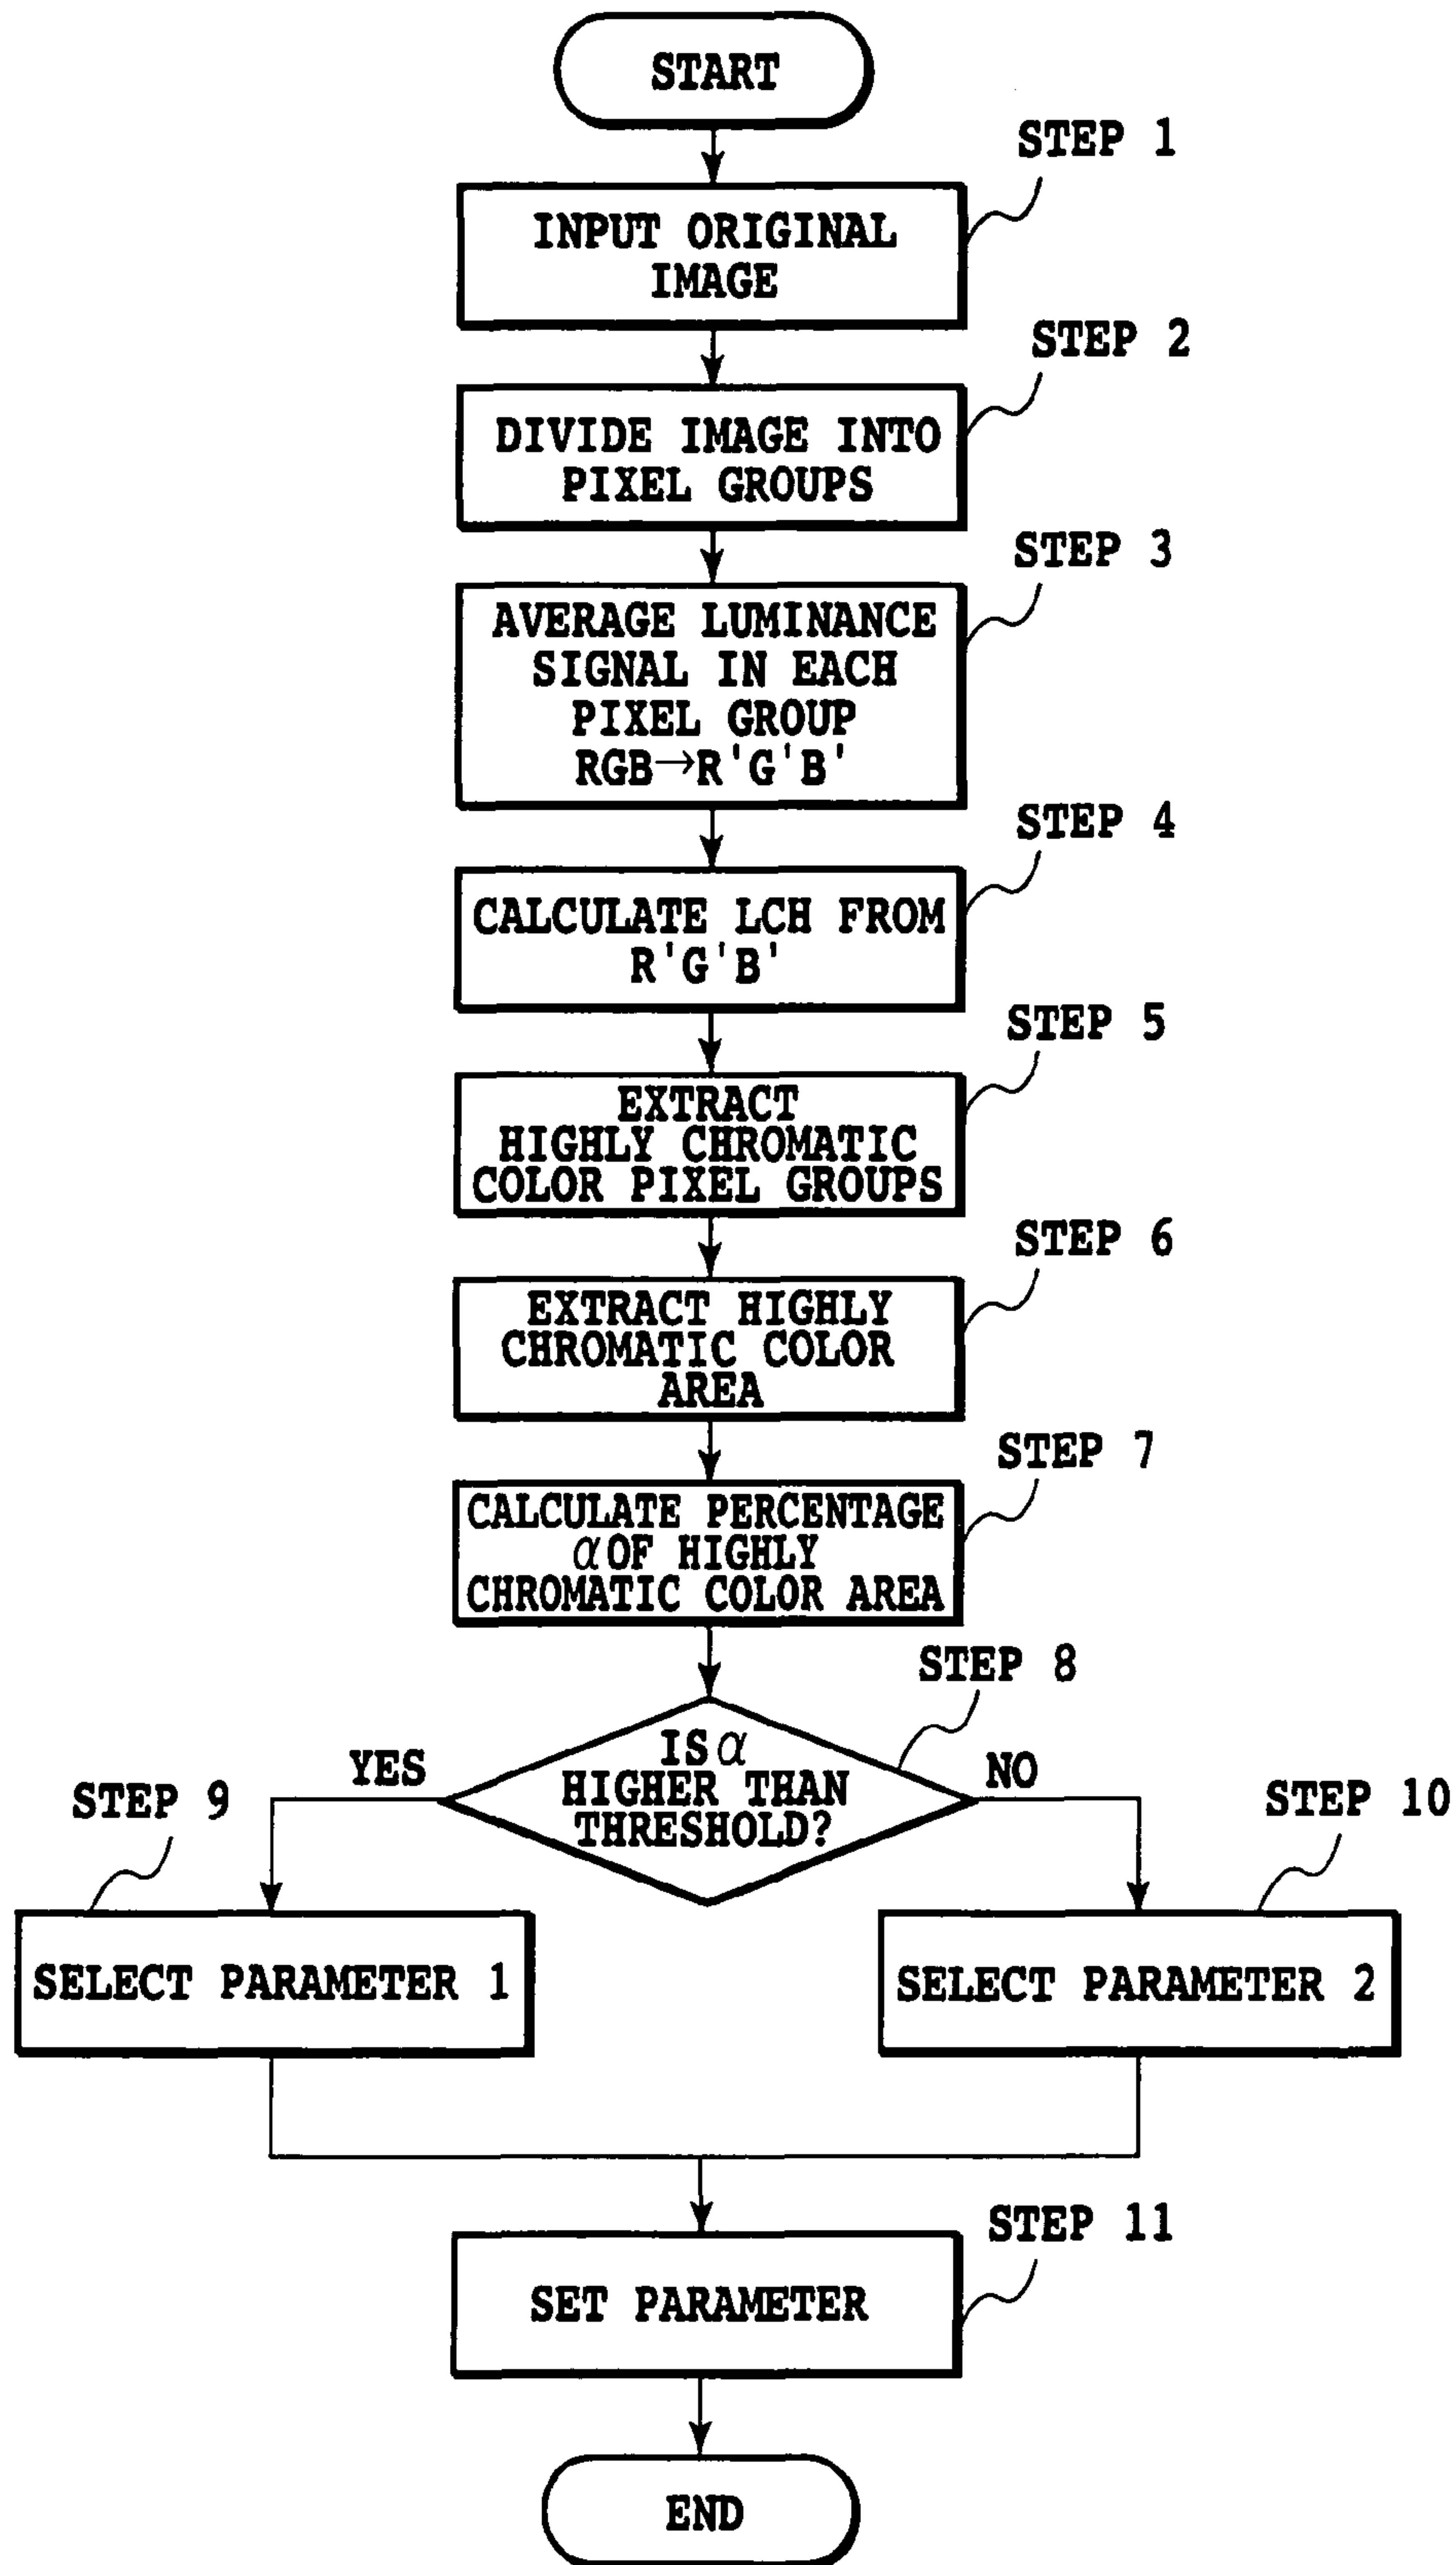 START
STEP 1
INPUT ORIGINAL
IMAGE
STEP 2
DIVIDE IMAGE INTO
PIXEL GROUPS
STEP 3
AVERAGE LUMINANCE
SIGNAL IN EACH
PIXEL GROUP
RGB→R'G'B'
STEP 4
CALCULATE LCH FROM
R'G'B'
STEP 5
EXTRACT
HIGHLY CHROMATIC
COLOR PIXEL GROUPS
STEP 6
EXTRACT HIGHLY
CHROMATIC COLOR
AREA
STEP 7
CALCULATE PERCENTAGE
α OF HIGHLY
CHROMATIC COLOR AREA
STEP 8
IS α
HIGHER THAN
THRESHOLD?
YES
NO
STEP 9
STEP 10
SELECT PARAMETER 1
SELECT PARAMETER 2
STEP 11
SET PARAMETER
END